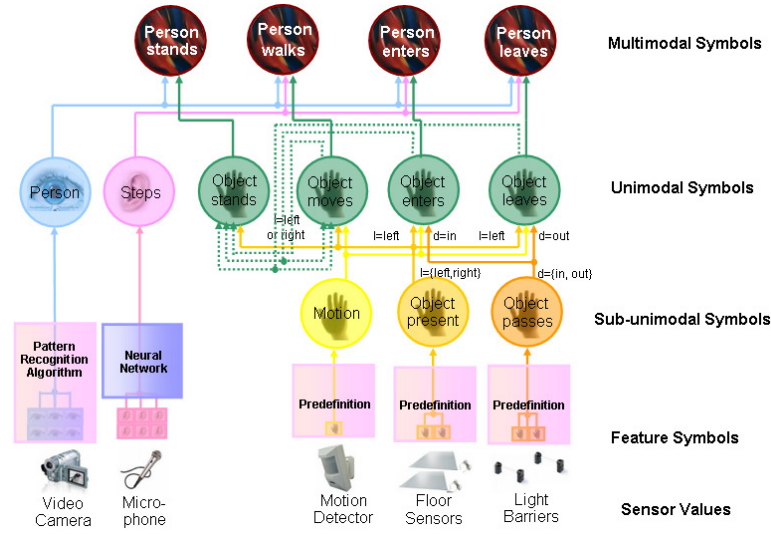 Person stands
Person walks
Person enters
Person leaves
Multimodal Symbols
Person
Steps
Object stands
Object moves
Object enters
Object leaves
Unimodal Symbols
l=left or right
l=left
d=in
l=left
d=out
l={left,right}
d={in, out}
Motion
Object present
Object passes
Sub-unimodal Symbols
Pattern Recognition Algorithm
Neural Network
Predefinition
Predefinition
Predefinition
Feature Symbols
Video Camera
Micro-phone
Motion Detector
Floor Sensors
Light Barriers
Sensor Values